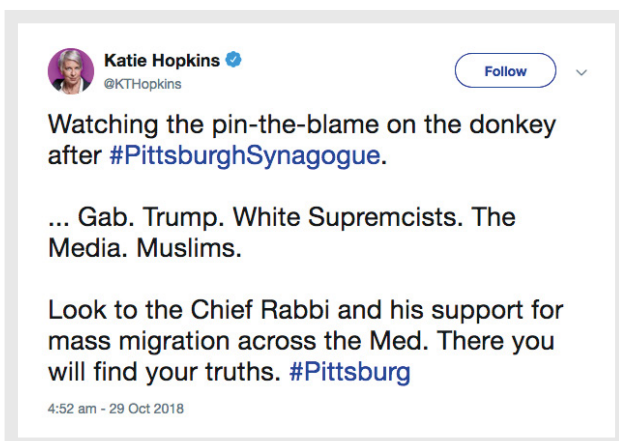 Katie Hopkins
@KTHopkins
Follow
Watching the pin-the-blame on the donkey
after #PittsburghSynagogue.
... Gab. Trump. White Supremcists. The
Media. Muslims.
Look to the Chief Rabbi and his support for
mass migration across the Med. There you
will find your truths. #Pittsburg
4:52 am - 29 Oct 2018